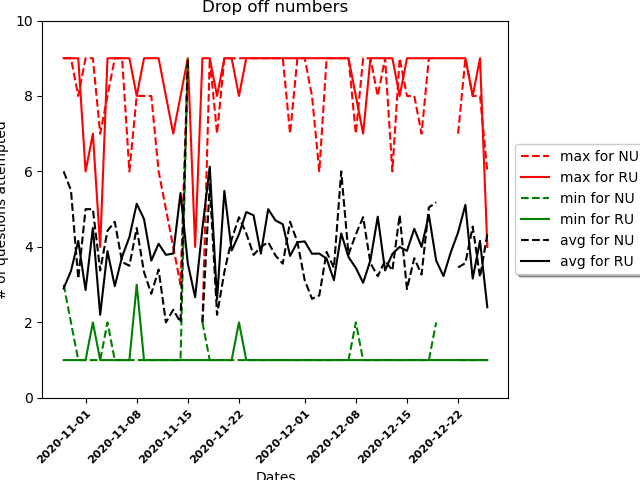 Drop off numbers
# of questions attempted
10
8
6
4
2
0
2020-11-01
2020-11-08
2020-11-15
2020-11-22
2020-12-01
2020-12-08
2020-12-15
2020-12-22
Dates
max for NU
max for RU
min for NU
min for RU
avg for NU
avg for RU